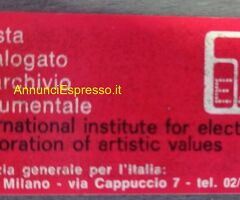 sta
alogato
AnnunciEspresso.it
archivio
umentale
ernational institute for elect
oration of artistic values
zia generale per l'Italia:
Milano - via Cappuccio 7 - tel. 02/